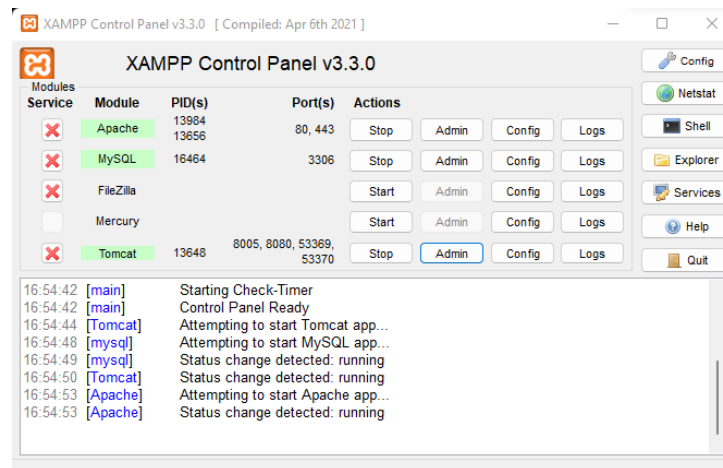 XAMPP Control Panel v3.3.0 [ Compiled: Apr 6th 2021 ]
XAMPP Control Panel v3.3.0
Config
Modules
Service Module PID(s) Port(s) Actions
Netstat
Apache 13984 13656 80, 443 Stop Admin Config Logs
Shell
MySQL 16464 3306 Stop Admin Config Logs
Explorer
FileZilla Start Admin Config Logs
Services
Mercury Start Admin Config Logs
Help
Tomcat 13648 8005, 8080, 53369, 53370 Stop Admin Config Logs
Quit
16:54:42 [main] Starting Check-Timer
16:54:42 [main] Control Panel Ready
16:54:44 [Tomcat] Attempting to start Tomcat app...
16:54:48 [mysql] Attempting to start MySQL app...
16:54:49 [mysql] Status change detected: running
16:54:50 [Tomcat] Status change detected: running
16:54:53 [Apache] Attempting to start Apache app...
16:54:53 [Apache] Status change detected: running